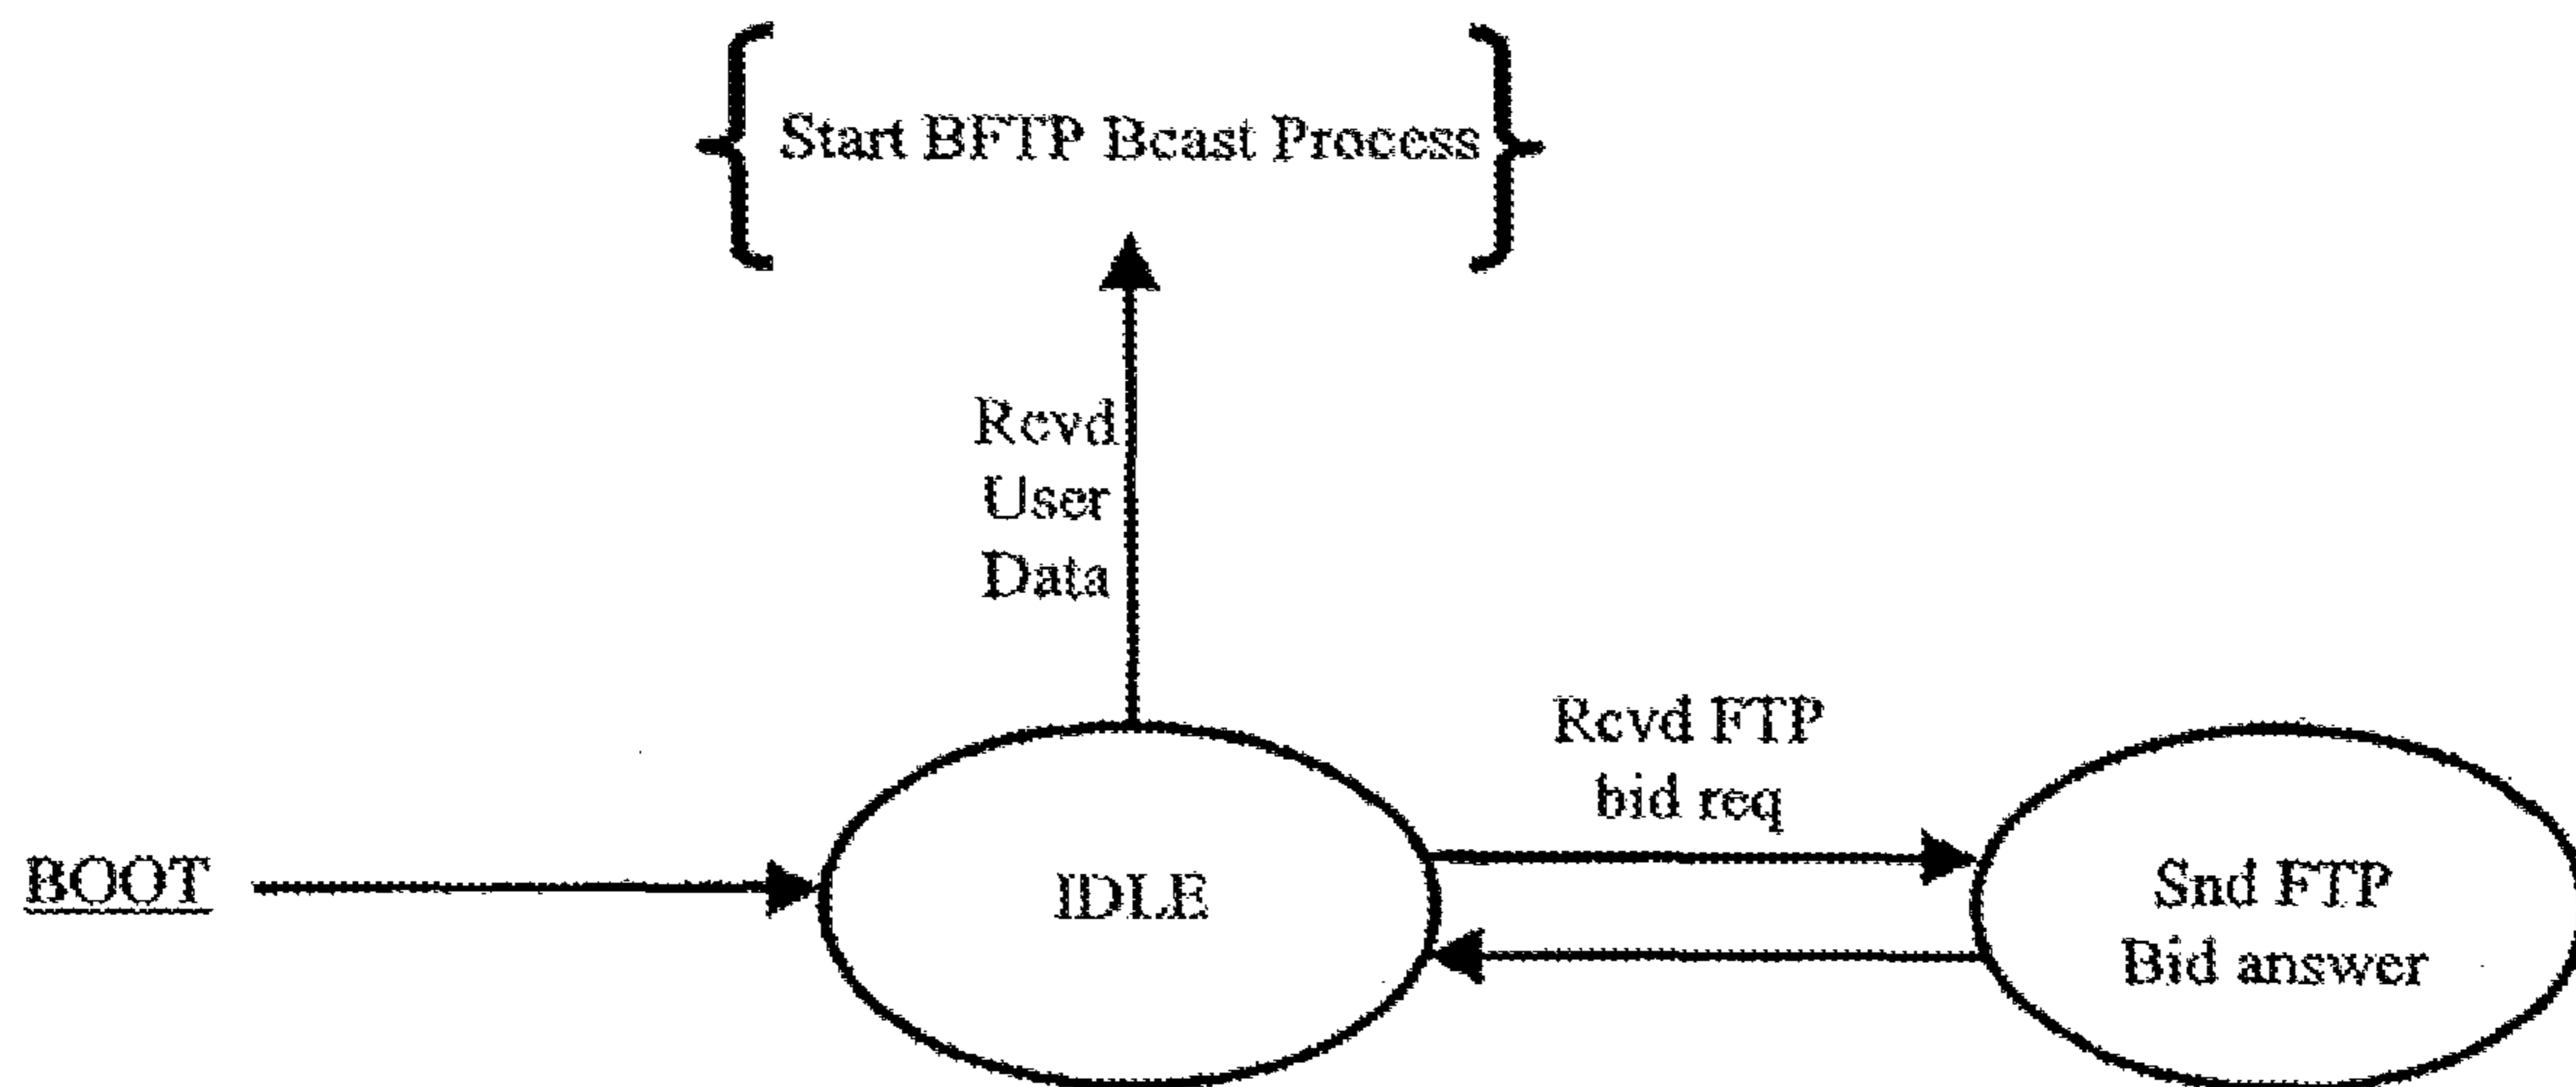 Start BFTP Bcast Process
Rcvd
User
Data
Rcvd FTP
bid req
BOOT
IDLE
Snd FTP
Bid answer